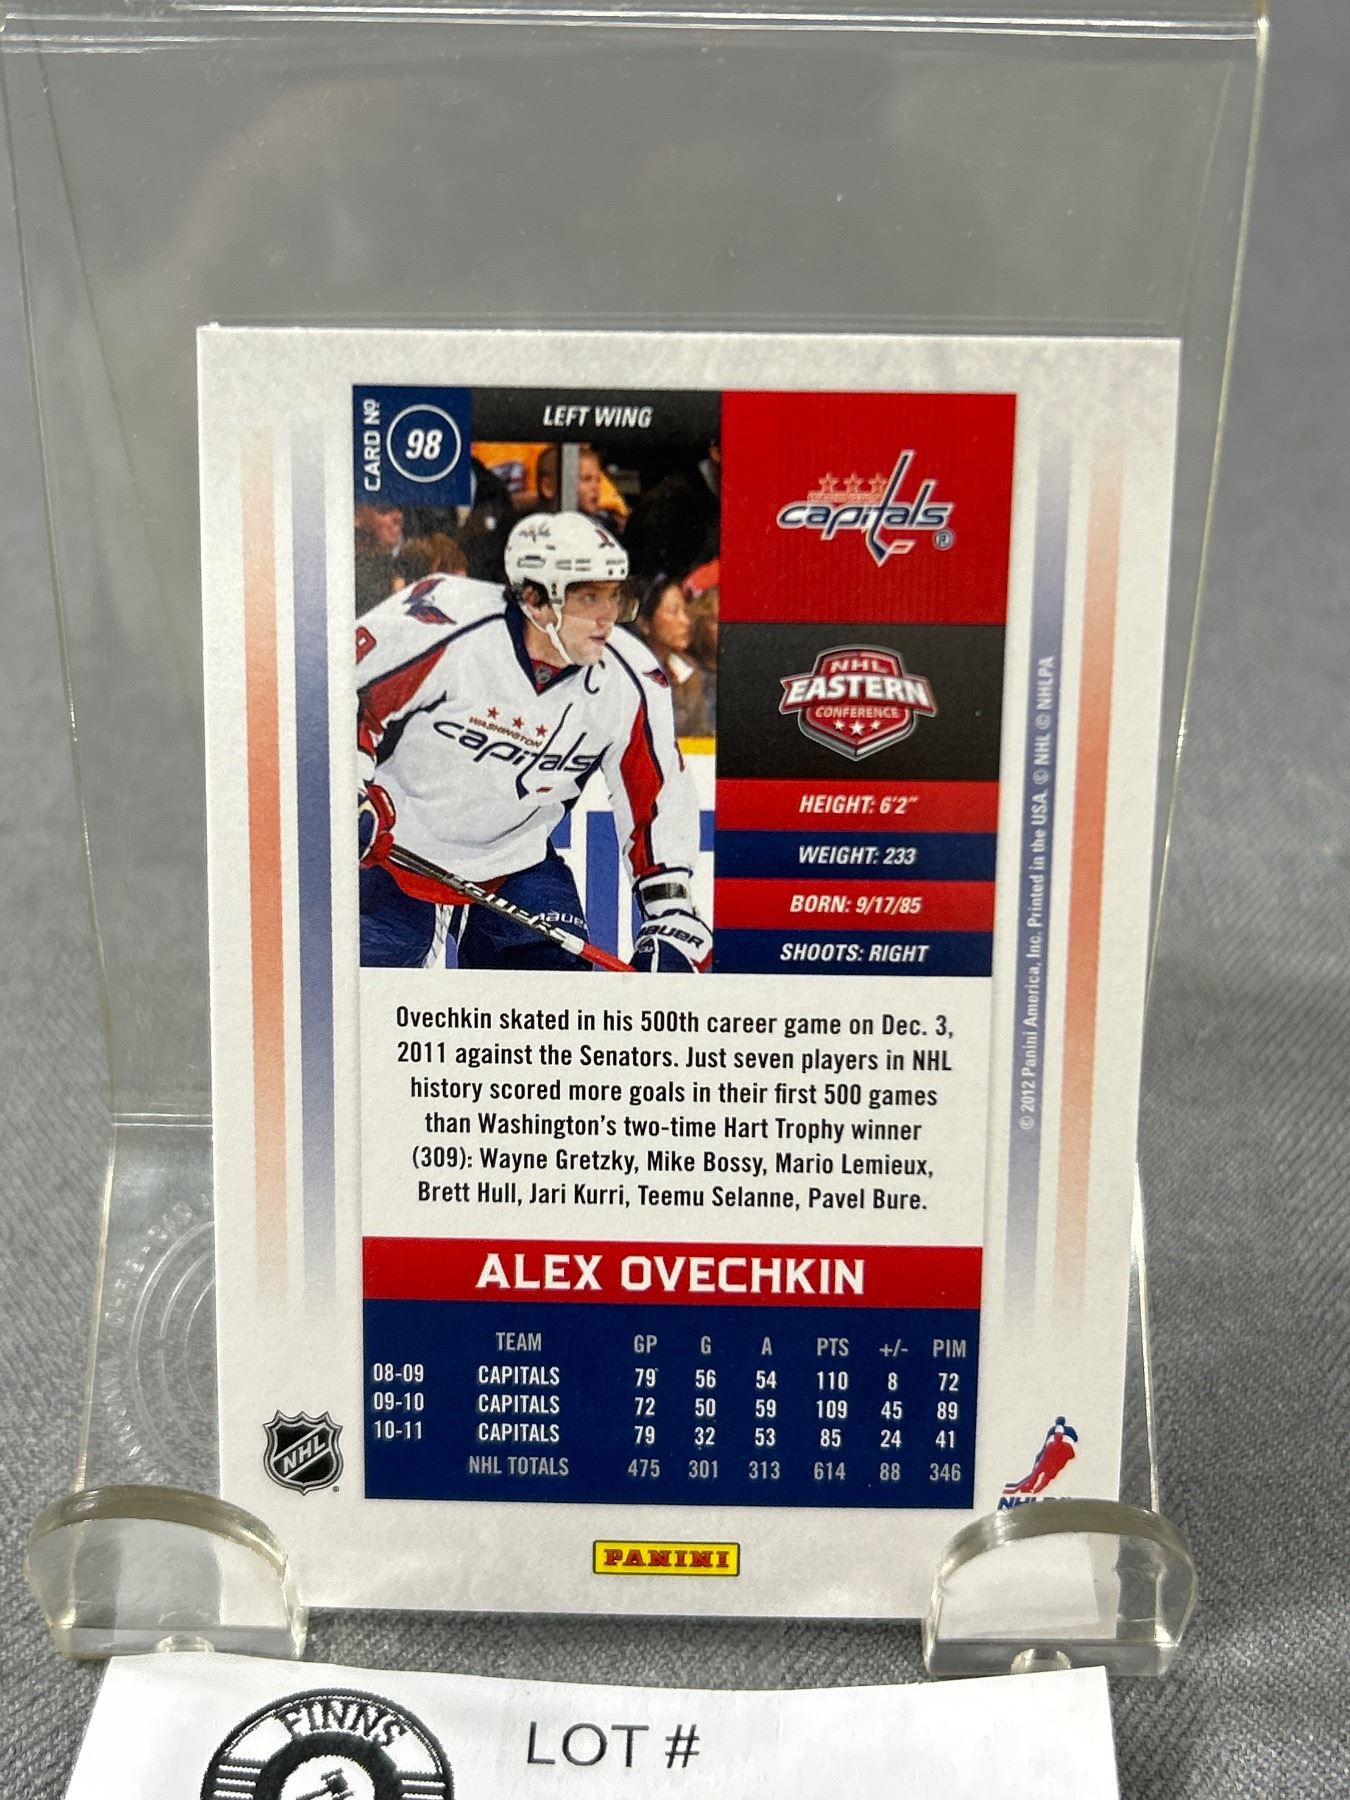 CARD Nº
98
LEFT WING
WASHINGTON
capitals
®
WASHINGTON
capitals
C
BAUER
BAUER
NHL
EASTERN
CONFERENCE
HEIGHT: 6'2"
WEIGHT: 233
BORN: 9/17/85
SHOOTS: RIGHT
© 2012 Panini America, Inc. Printed in the USA. © NHL © NHLPA
Ovechkin skated in his 500th career game on Dec. 3,
2011 against the Senators. Just seven players in NHL
history scored more goals in their first 500 games
than Washington's two-time Hart Trophy winner
(309): Wayne Gretzky, Mike Bossy, Mario Lemieux,
Brett Hull, Jari Kurri, Teemu Selanne, Pavel Bure.
ALEX OVECHKIN
TEAM GP G A PTS +/- PIM
08-09 CAPITALS 79 56 54 110 8 72
09-10 CAPITALS 72 50 59 109 45 89
10-11 CAPITALS 79 32 53 85 24 41
NHL TOTALS 475 301 313 614 88 346
NHL
NHLPA
PANINI
FINNS
LOT #